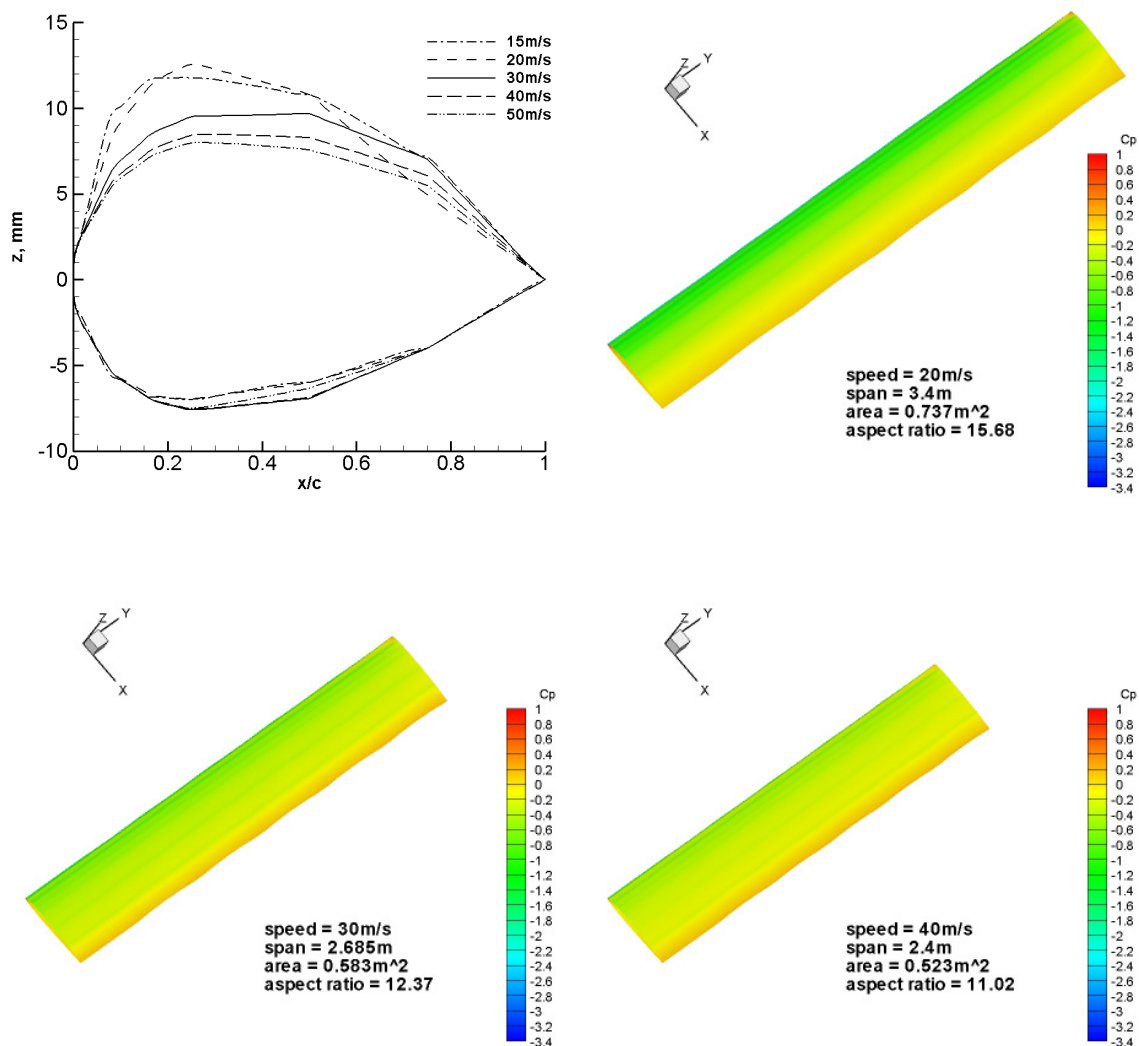 15
10
5
0
-5
-10
z, mm
0
0.2
0.4
0.6
0.8
1
x/c
15m/s
20m/s
30m/s
40m/s
50m/s
Z
Y
X
Cp
1
0.8
0.6
0.4
0.2
0
-0.2
-0.4
-0.6
-0.8
-1
-1.2
-1.4
-1.6
-1.8
-2
-2.2
-2.4
-2.6
-2.8
-3
-3.2
-3.4
speed = 20m/s
span = 3.4m
area = 0.737m^2
aspect ratio = 15.68
Z
Y
X
Cp
1
0.8
0.6
0.4
0.2
0
-0.2
-0.4
-0.6
-0.8
-1
-1.2
-1.4
-1.6
-1.8
-2
-2.2
-2.4
-2.6
-2.8
-3
-3.2
-3.4
speed = 30m/s
span = 2.685m
area = 0.583m^2
aspect ratio = 12.37
Z
Y
X
Cp
1
0.8
0.6
0.4
0.2
0
-0.2
-0.4
-0.6
-0.8
-1
-1.2
-1.4
-1.6
-1.8
-2
-2.2
-2.4
-2.6
-2.8
-3
-3.2
-3.4
speed = 40m/s
span = 2.4m
area = 0.523m^2
aspect ratio = 11.02